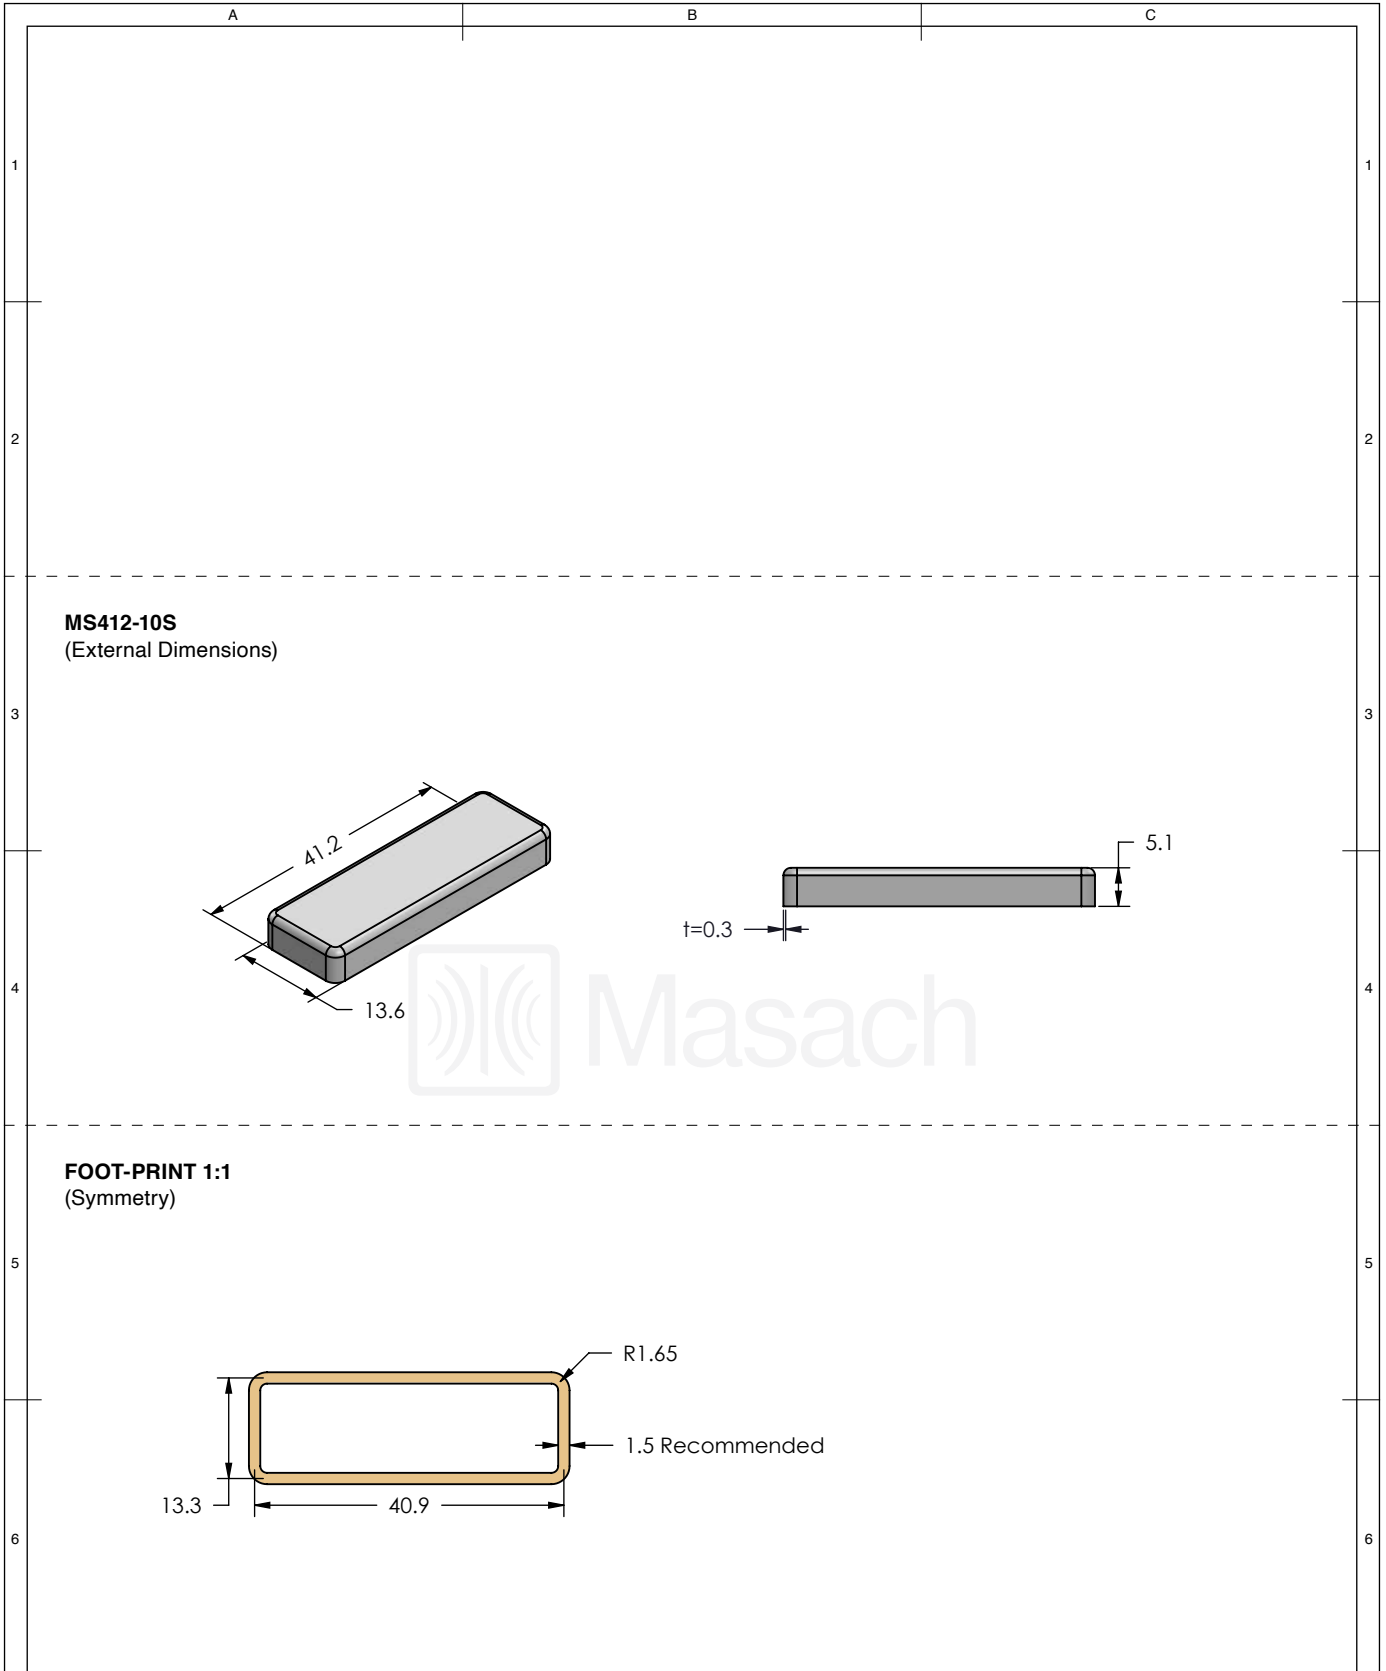 A B C
1 1
2 2
MS412-10S
(External Dimensions)
3 3
41.2
5.1
t=0.3
4 4
13.6
Masach
FOOT-PRINT 1:1
(Symmetry)
5 5
R1.65
1.5 Recommended
13.3 40.9
6 6